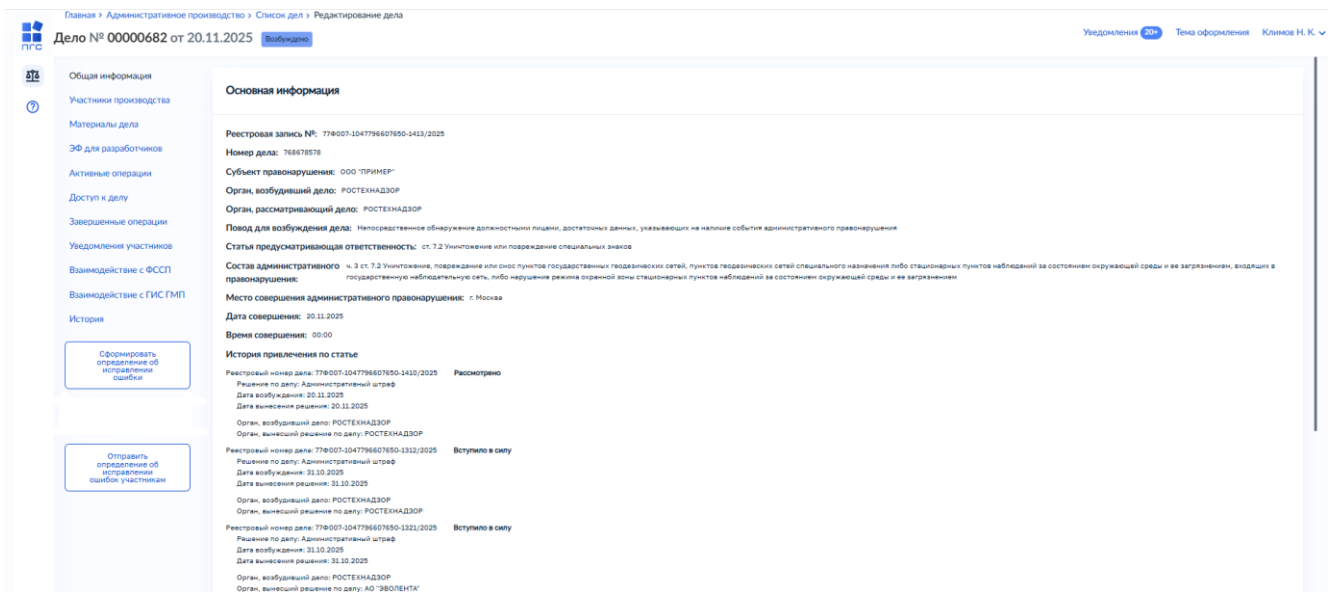 Главная › Административное производство › Список дел › Редактирование дела
пгс
Дело № 00000682 от 20.11.2025 Возбуждено
Уведомления 20+ Тема оформления Климов Н. К.
Общая информация
Участники производства
Материалы дела
ЭФ для разработчиков
Активные операции
Доступ к делу
Завершенные операции
Уведомления участников
Взаимодействие с ФССП
Взаимодействие с ГИС ГМП
История
Сформировать
определение об
исправлении
ошибки
Отправить
определение об
исправлении
ошибок участникам
Основная информация
Реестровая запись №: 77Ф007-1047796607650-1413/2025
Номер дела: 768678578
Субъект правонарушения: ООО "ПРИМЕР"
Орган, возбудивший дело: РОСТЕХНАДЗОР
Орган, рассматривающий дело: РОСТЕХНАДЗОР
Повод для возбуждения дела: Непосредственное обнаружение должностными лицами, достаточных данных, указывающих на наличие события административного правонарушения
Статья предусматривающая ответственность: ст. 7.2 Уничтожение или повреждение специальных знаков
Состав административного правонарушения: ч. 3 ст. 7.2 Уничтожение, повреждение или снос пунктов государственных геодезических сетей, пунктов геодезических сетей специального назначения либо стационарных пунктов наблюдений за состоянием окружающей среды и ее загрязнением, входящих в
государственную наблюдательную сеть, либо нарушение режима охранной зоны стационарных пунктов наблюдений за состоянием окружающей среды и ее загрязнением
Место совершения административного правонарушения: г. Москва
Дата совершения: 20.11.2025
Время совершения: 00:00
История привлечения по статье
Реестровый номер дела: 77Ф007-1047796607650-1410/2025 Рассмотрено
Решение по делу: Административный штраф
Дата возбуждения: 20.11.2025
Дата вынесения решения: 20.11.2025
Орган, возбудивший дело: РОСТЕХНАДЗОР
Орган, вынесший решение по делу: РОСТЕХНАДЗОР
Реестровый номер дела: 77Ф007-1047796607650-1312/2025 Вступило в силу
Решение по делу: Административный штраф
Дата возбуждения: 31.10.2025
Дата вынесения решения: 31.10.2025
Орган, возбудивший дело: РОСТЕХНАДЗОР
Орган, вынесший решение по делу: РОСТЕХНАДЗОР
Реестровый номер дела: 77Ф007-1047796607650-1321/2025 Вступило в силу
Решение по делу: Административный штраф
Дата возбуждения: 31.10.2025
Дата вынесения решения: 31.10.2025
Орган, возбудивший дело: РОСТЕХНАДЗОР
Орган, вынесший решение по делу: АО "ЭВОЛЕНТА"